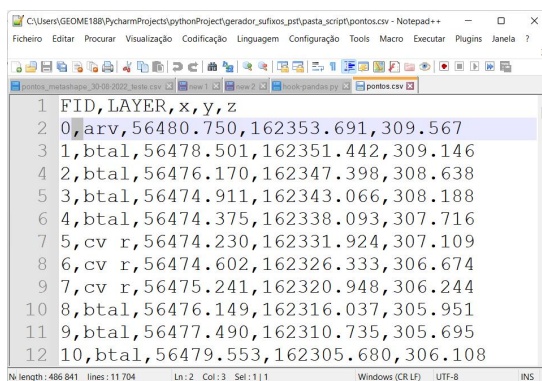 C:\Users\GEOME188\PycharmProjects\pythonProject\gerador_sufixos_pst\pasta_script\pontos.csv - Notepad++
Ficheiro Editar Procurar Visualização Codificação Linguagem Configuração Tools Macro Executar Plugins Janela ?
X
pontos_metashape_30-08-2022_teste.csv new 1 new 2 hook-pandas.py pontos.csv
1 FID,LAYER,x,y,z
2 0,arv,56480.750,162353.691,309.567
3 1,btal,56478.501,162351.442,309.146
4 2,btal,56476.170,162347.398,308.638
5 3,btal,56474.911,162343.066,308.188
6 4,btal,56474.375,162338.093,307.716
7 5,cv r,56474.230,162331.924,307.109
8 6,cv r,56474.602,162326.333,306.674
9 7,cv r,56475.241,162320.948,306.244
10 8,btal,56476.149,162316.037,305.951
11 9,btal,56477.490,162310.735,305.695
12 10,btal,56479.553,162305.680,306.108
length : 486 841 lines : 11 704 Ln : 2 Col : 3 Sel : 1 | 1 Windows (CR LF) UTF-8 INS